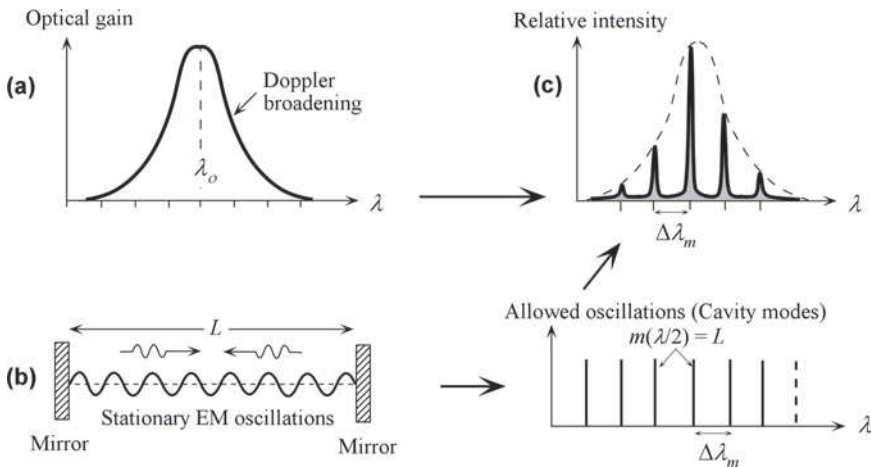 Optical gain
(a)
Doppler
broadening
λo
λ
Relative intensity
(c)
λ
Δλm
L
(b)
Stationary EM oscillations
Mirror
Mirror
Allowed oscillations (Cavity modes)
m(λ/2) = L
λ
Δλm